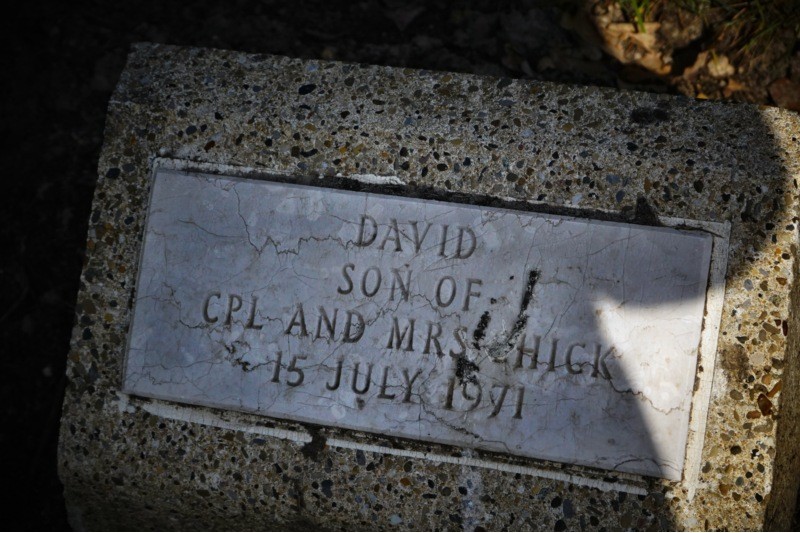 DAVID
SON OF
CPL AND MRS
15 JULY 1971